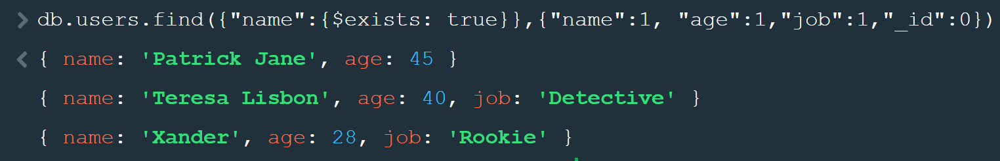 > db.users.find({"name":{$exists: true}},{"name":1, "age":1,"job":1,"_id":0})
< { name: 'Patrick Jane', age: 45 }
{ name: 'Teresa Lisbon', age: 40, job: 'Detective' }
{ name: 'Xander', age: 28, job: 'Rookie' }